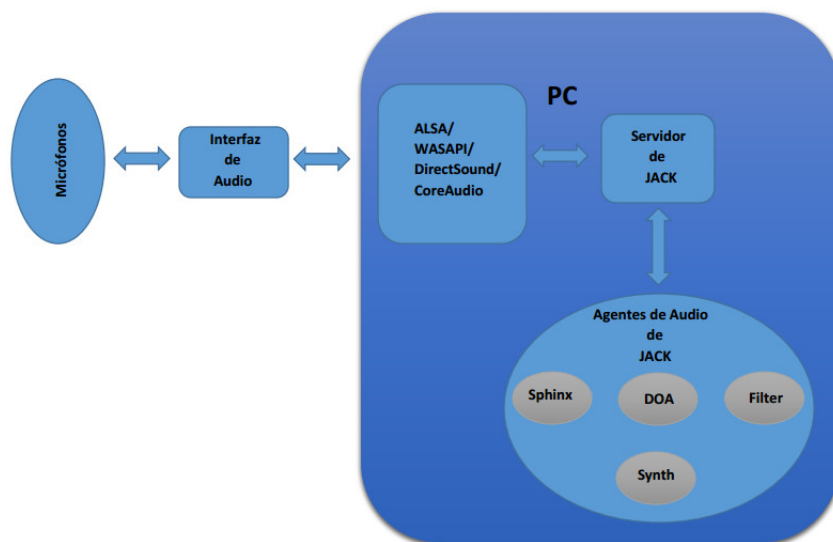 Micrófonos
Interfaz
de
Audio
PC
ALSA/
WASAPI/
DirectSound/
CoreAudio
Servidor
de
JACK
Agentes de Audio
de
JACK
Sphinx
DOA
Filter
Synth